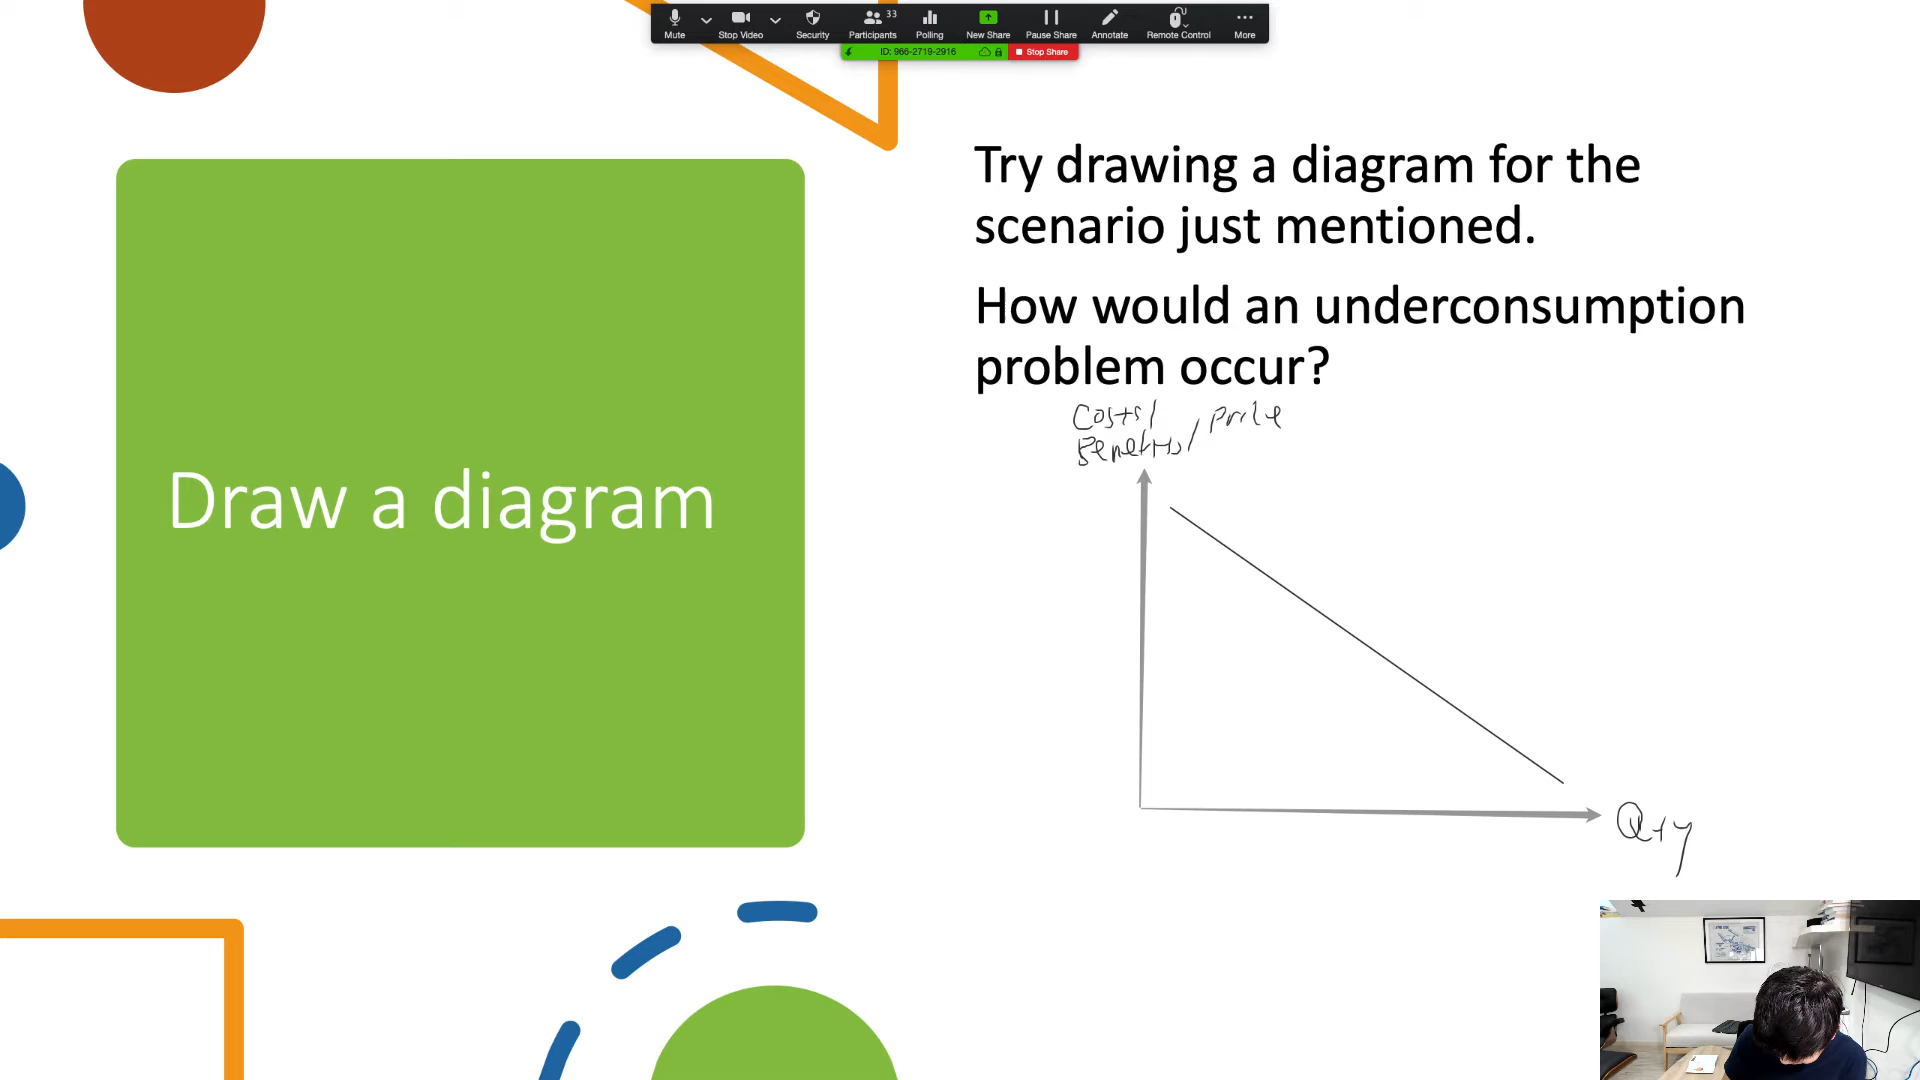 Mute
Stop Video
Security
Participants
33
Polling
New Share
Pause Share
Annotate
Remote Control
More
ID: 966-2719-2916
Stop Share
Try drawing a diagram for the
scenario just mentioned.
How would an underconsumption
problem occur?
Draw a diagram
Costs/
Benefits/ Price
Qty